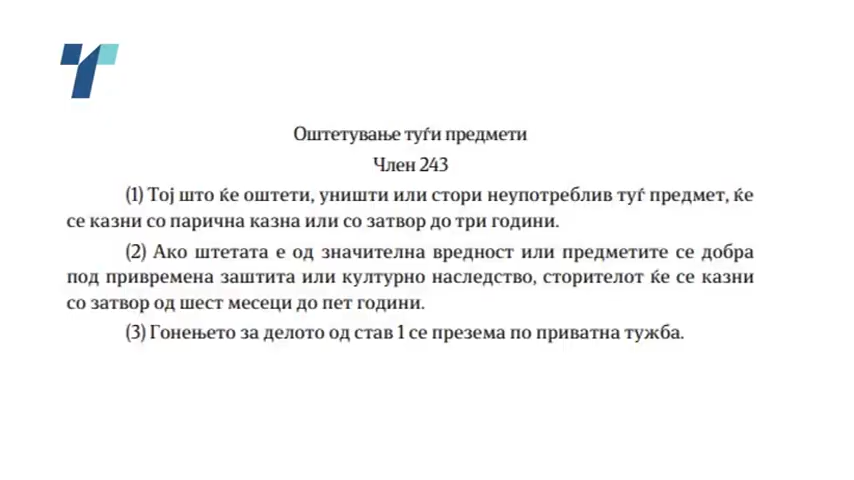 Оштетување туѓи предмети
Член 243
(1) Тој што ќе оштети, уништи или стори неупотреблив туѓ предмет, ќе
се казни со парична казна или со затвор до три години.
(2) Ако штетата е од значителна вредност или предметите се добра
под привремена заштита или културно наследство, сторителот ќе се казни
со затвор од шест месеци до пет години.
(3) Гонењето за делото од став 1 се презема по приватна тужба.